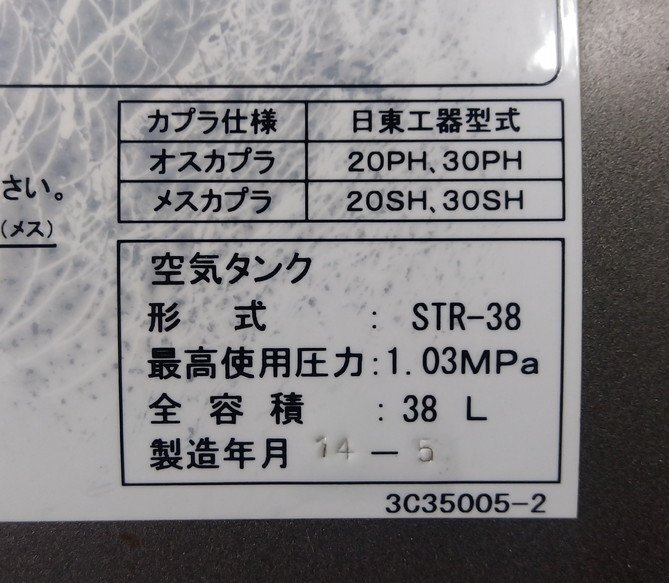 カプラ仕様 日東工器型式
オスカプラ 20PH、30PH
メスカプラ 20SH、30SH
さい。
(メス)
空気タンク
形 式 : STR-38
最高使用圧力:1.03MPa
全 容 積 : 38 L
製造年月 14 - 5
3C35005-2